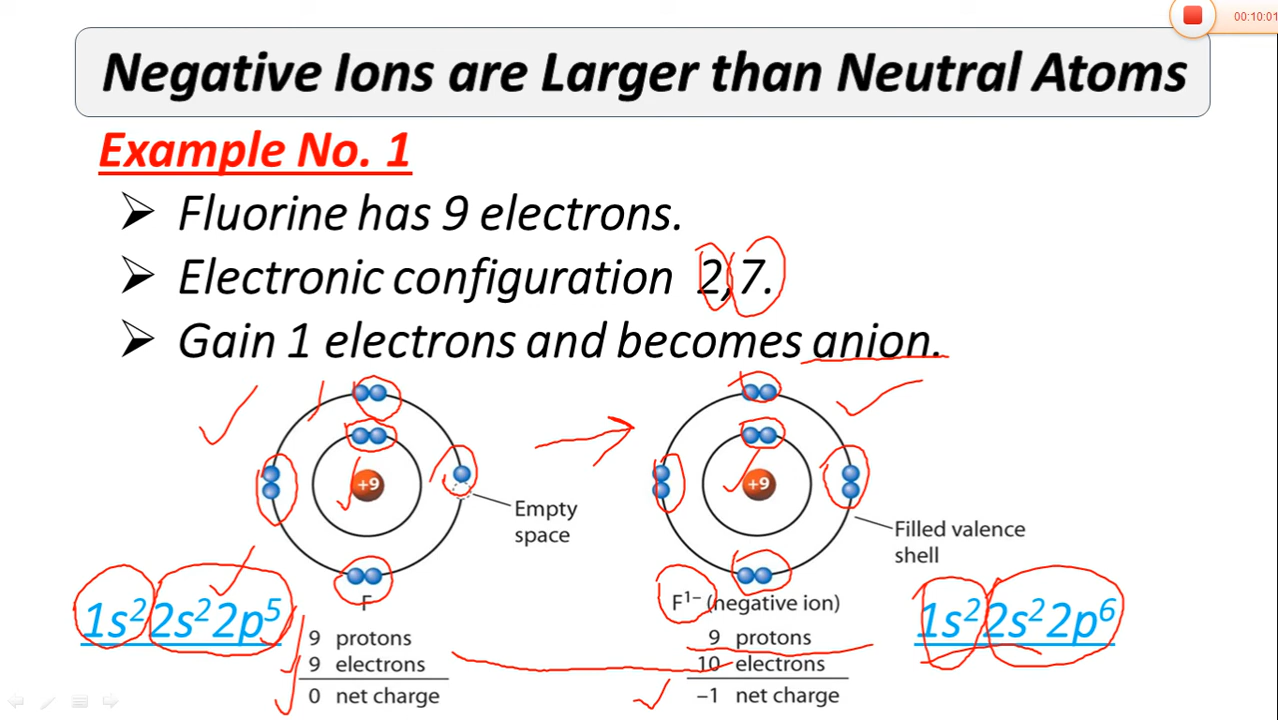 00:10:01
Negative Ions are Larger than Neutral Atoms
Example No. 1
➢ Fluorine has 9 electrons.
➢ Electronic configuration 2,7.
➢ Gain 1 electrons and becomes anion.
+9
Empty
space
F
1s²2s²2p⁵
9 protons
9 electrons
0 net charge
+9
Filled valence
shell
F¹⁻ (negative ion)
1s²2s²2p⁶
9 protons
10 electrons
–1 net charge